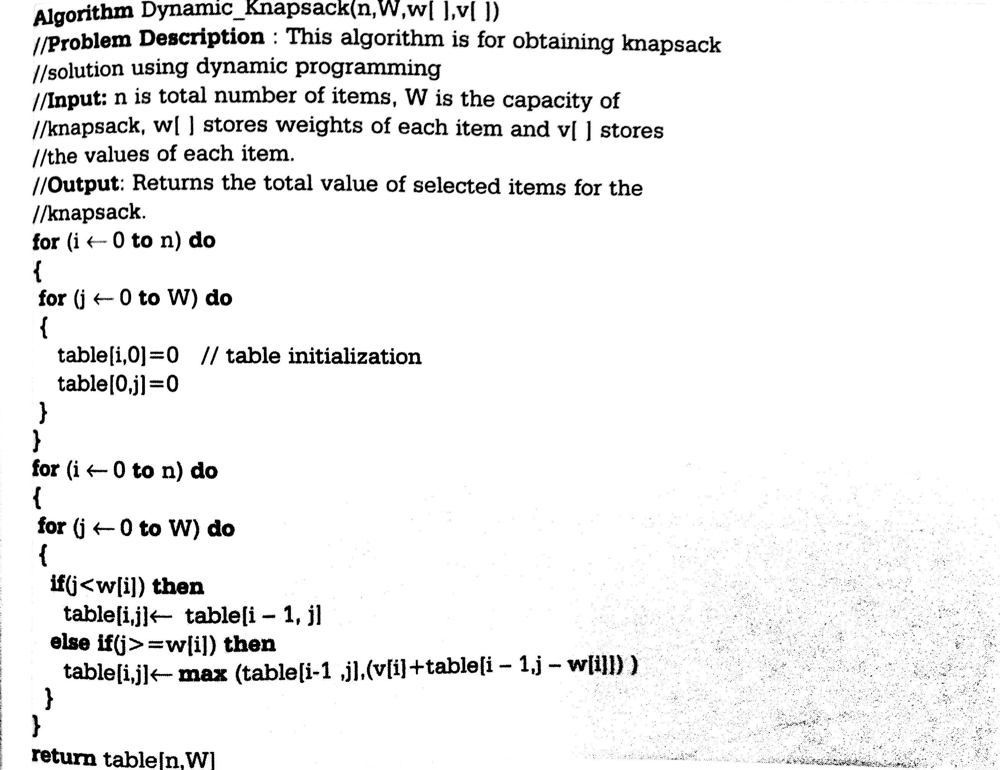 Algorithm Dynamic_Knapsack(n,W,w[ ],v[ ])
//Problem Description : This algorithm is for obtaining knapsack
//solution using dynamic programming
//Input: n is total number of items, W is the capacity of
//knapsack, w[ ] stores weights of each item and v[ ] stores
//the values of each item.
//Output: Returns the total value of selected items for the
//knapsack.
for (i ← 0 to n) do
{
for (j ← 0 to W) do
{
table[i,0]=0 // table initialization
table[0,j]=0
}
}
for (i ← 0 to n) do
{
for (j ← 0 to W) do
{
if(j<w[i]) then
table[i,j]← table[i – 1, j]
else if(j>=w[i]) then
table[i,j]← max (table[i-1 ,j],(v[i]+table[i – 1,j – w[i]]) )
}
}
return table[n,W]